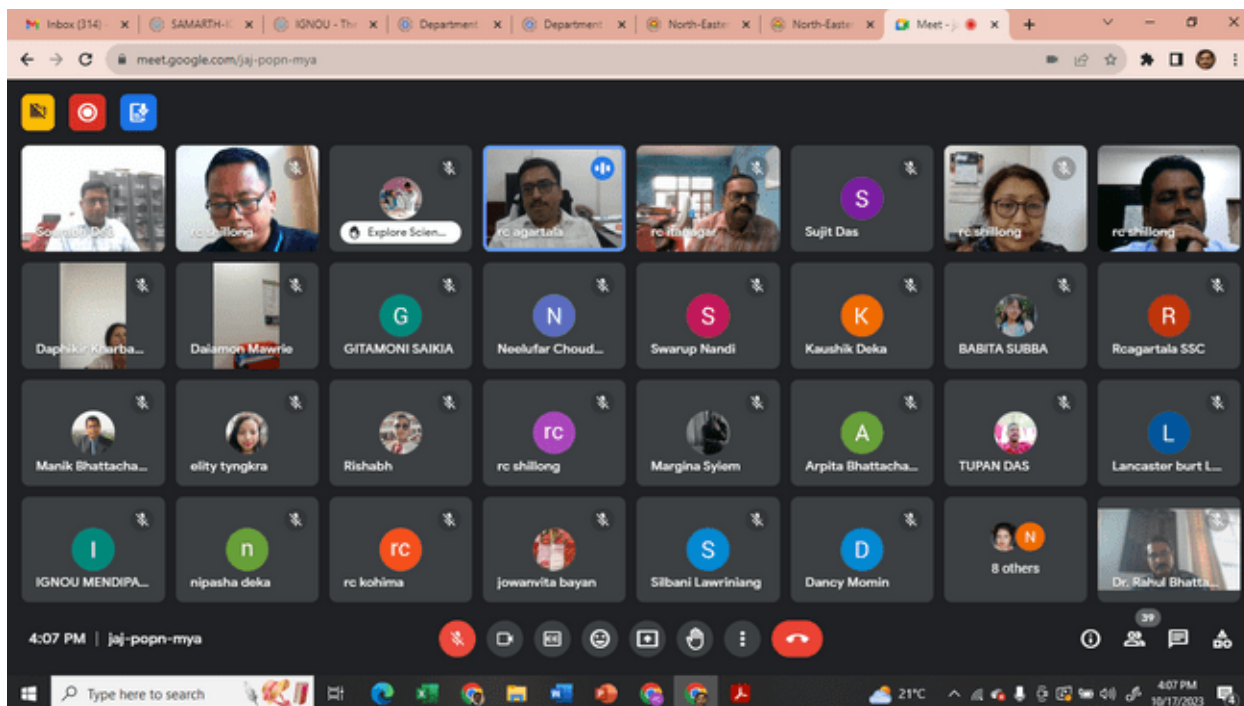 Inbox (314) -
SAMARTH-
IGNOU - The
Department
Department
North-Easte
North-Easte
Meet - j
meet.google.com/jaj-popn-mya
rc shillong
Explore Scien...
rc agartala
rc itanagar
Sujit Das
rc shillong
rc shillong
Daphikir Kharba...
Daiamon Mawrie
GITAMONI SAIKIA
Neelufar Choud...
Swarup Nandi
Kaushik Deka
BABITA SUBBA
Rcagartala SSC
Manik Bhattacha...
elity tyngkra
Rishabh
rc shillong
Margina Syiem
Arpita Bhattacha...
TUPAN DAS
Lancaster burt L...
IGNOU MENDIPA...
nipasha deka
rc kohima
jowanvita bayan
Silbani Lawriniang
Dancy Momin
8 others
Dr. Rahul Bhatta...
S
G
N
S
K
R
rc
A
L
I
n
rc
S
D
N
39
4:07 PM | jaj-popn-mya
Type here to search
21°C
4:07 PM
10/17/2023